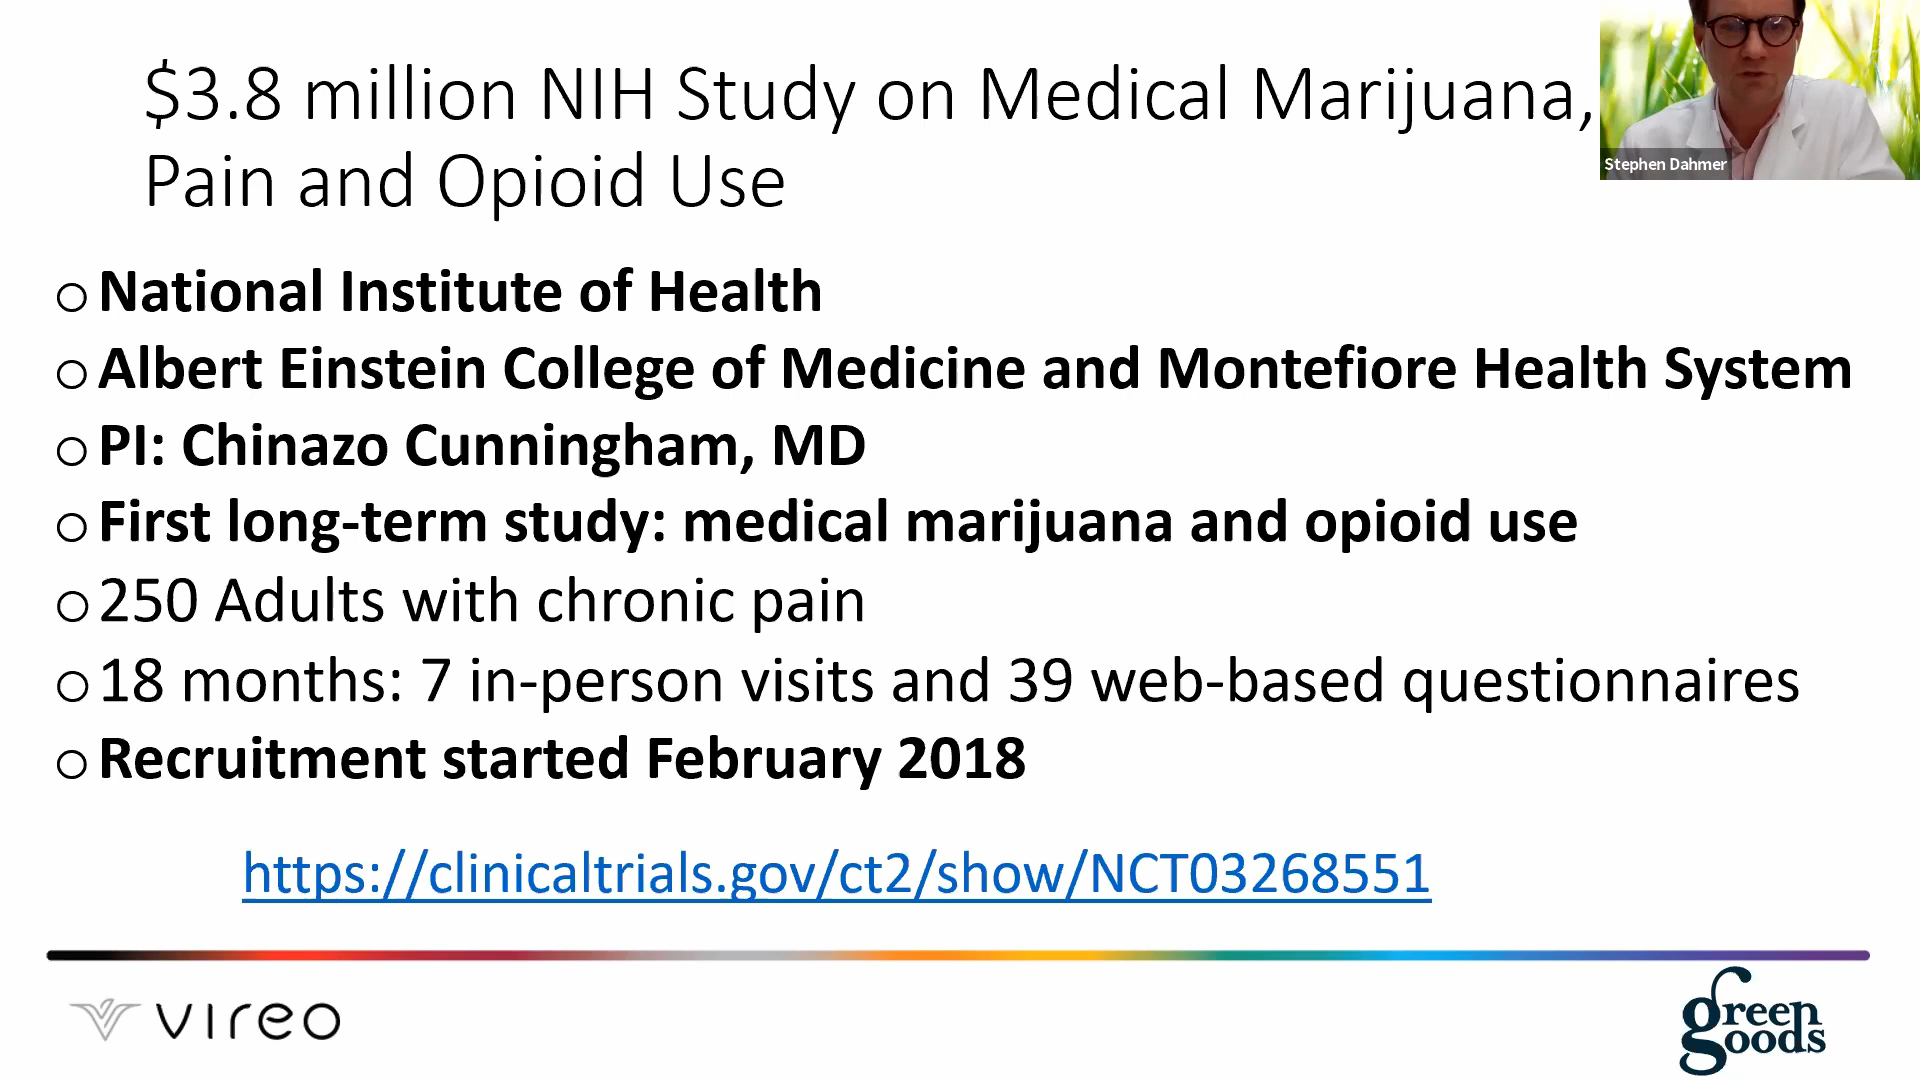 $3.8 million NIH Study on Medical Marijuana,
Pain and Opioid Use
Stephen Dahmer
o National Institute of Health
o Albert Einstein College of Medicine and Montefiore Health System
o PI: Chinazo Cunningham, MD
o First long-term study: medical marijuana and opioid use
o 250 Adults with chronic pain
o 18 months: 7 in-person visits and 39 web-based questionnaires
o Recruitment started February 2018
https://clinicaltrials.gov/ct2/show/NCT03268551
vireo
green
goods